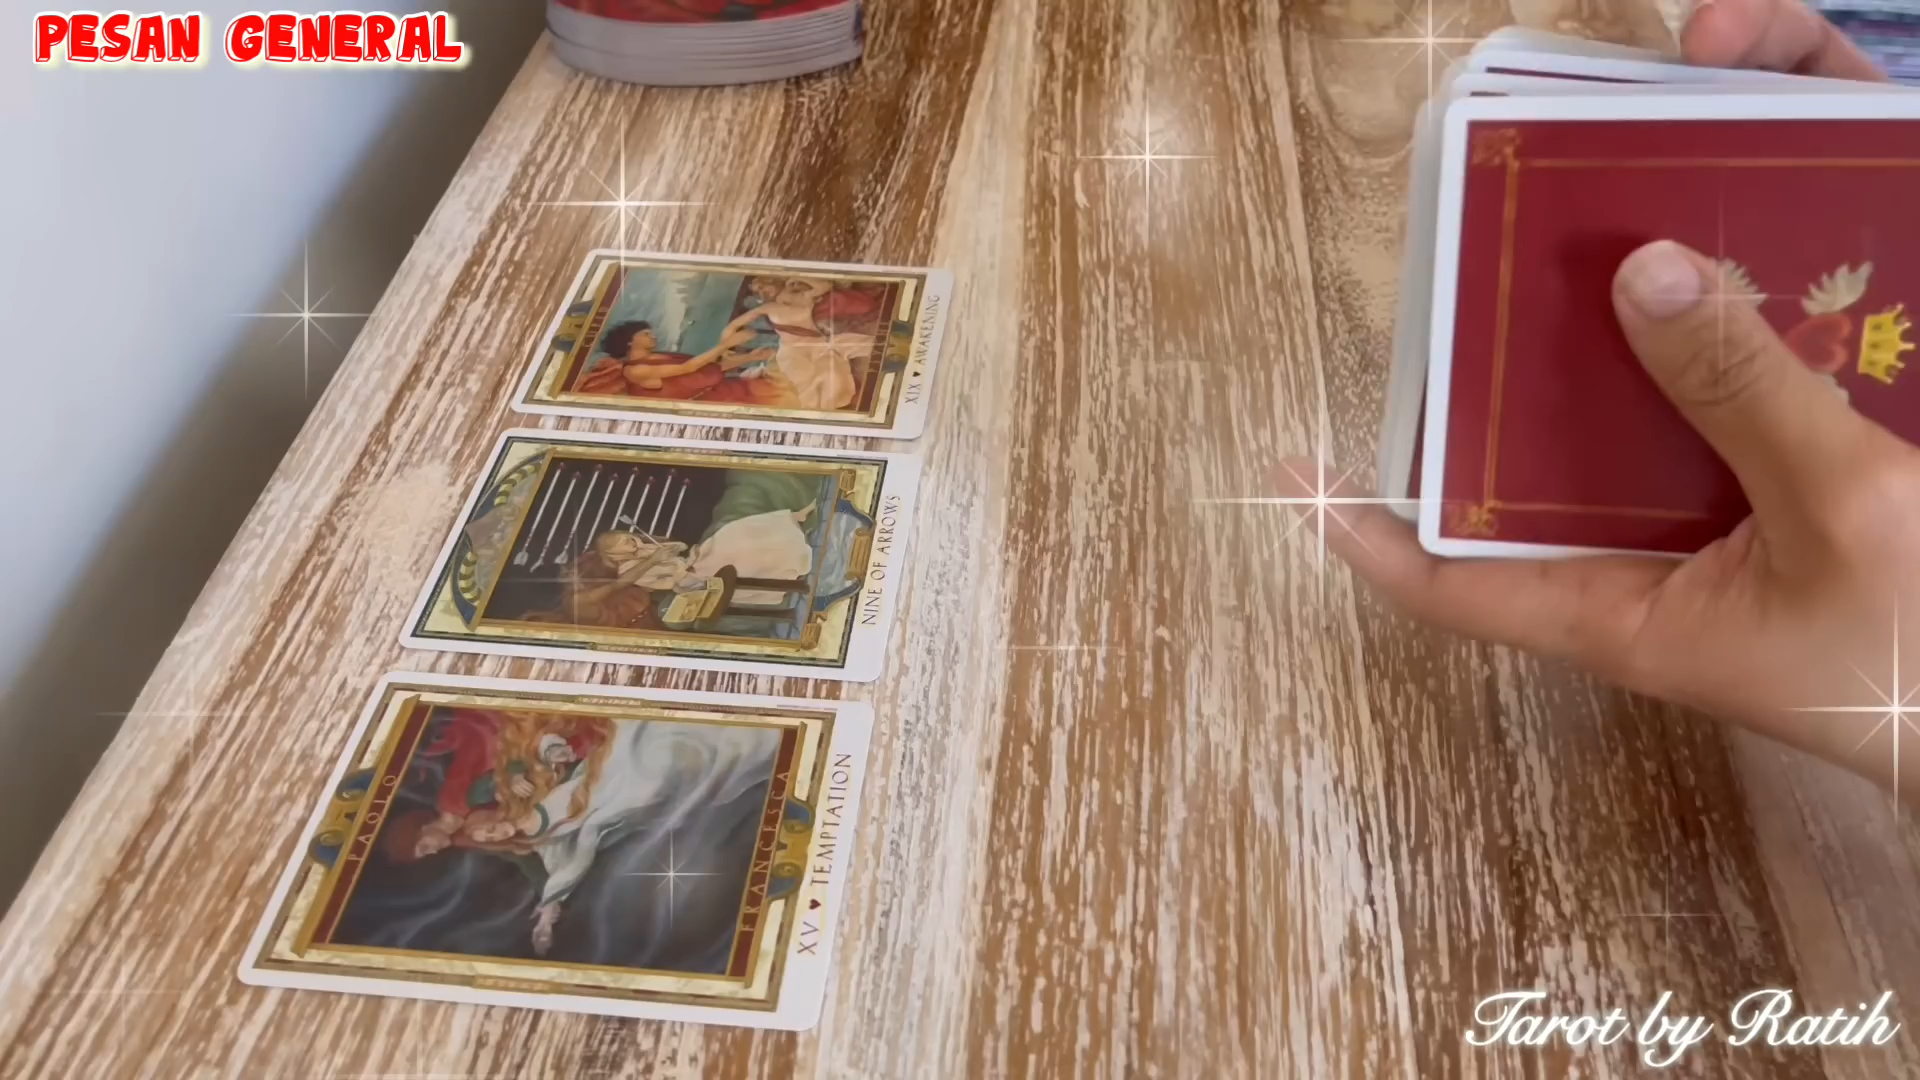 PESAN GENERAL
XIX ♥ AWAKENING
NINE OF ARROWS
PAOLO
FRANCESCA
XV ♥ TEMPTATION
Tarot by Ratih